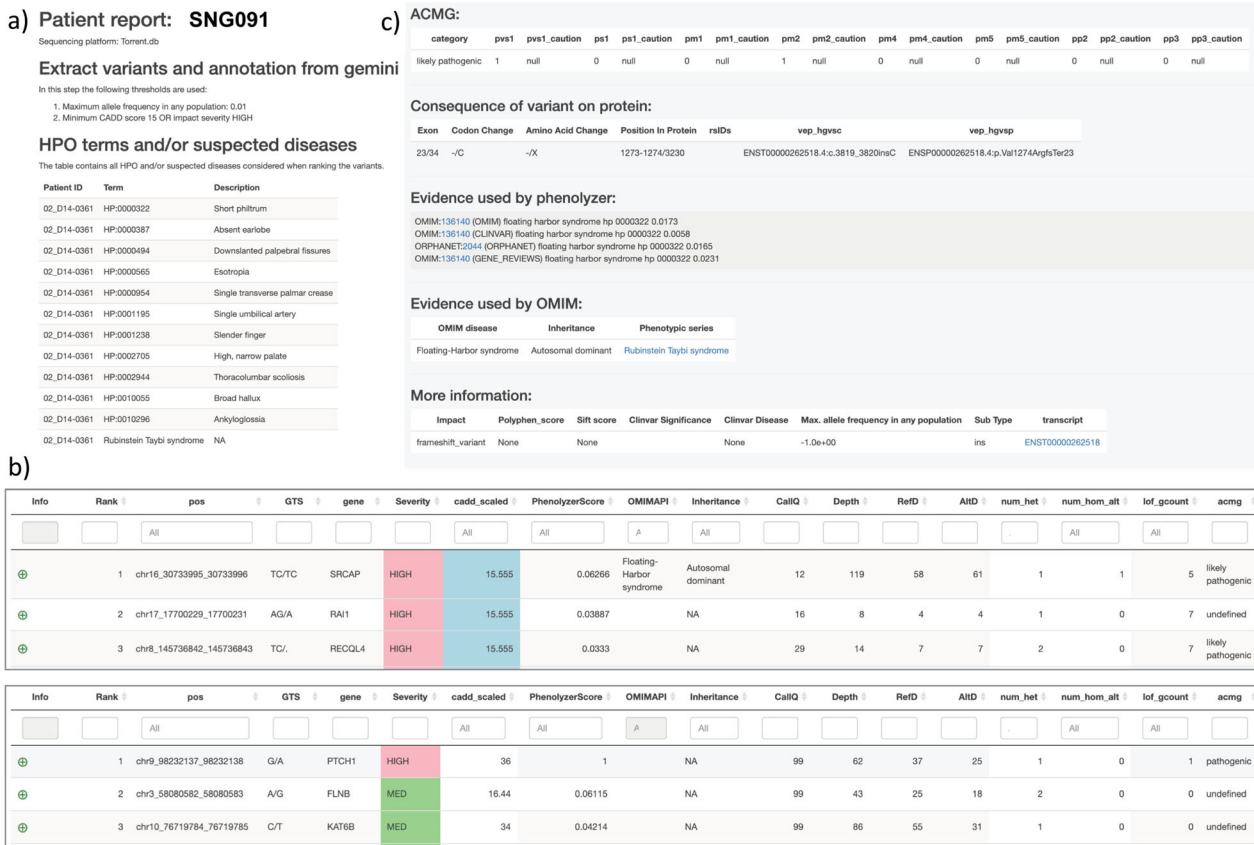 a) Patient report: SNG091
Sequencing platform: Torrent.db
Extract variants and annotation from gemini
In this step the following thresholds are used:
1. Maximum allele frequency in any population: 0.01
2. Minimum CADD score 15 OR impact severity HIGH
HPO terms and/or suspected diseases
The table contains all HPO and/or suspected diseases considered when ranking the variants.
Patient ID Term Description
02_D14-0361 HP:0000322 Short philtrum
02_D14-0361 HP:0000387 Absent earlobe
02_D14-0361 HP:0000494 Downslanted palpebral fissures
02_D14-0361 HP:0000565 Esotropia
02_D14-0361 HP:0000954 Single transverse palmar crease
02_D14-0361 HP:0001195 Single umbilical artery
02_D14-0361 HP:0001238 Slender finger
02_D14-0361 HP:0002705 High, narrow palate
02_D14-0361 HP:0002944 Thoracolumbar scoliosis
02_D14-0361 HP:0010055 Broad hallux
02_D14-0361 HP:0010296 Ankyloglossia
02_D14-0361 Rubinstein Taybi syndrome NA
c) ACMG:
category pvs1 pvs1_caution ps1 ps1_caution pm1 pm1_caution pm2 pm2_caution pm4 pm4_caution pm5 pm5_caution pp2 pp2_caution pp3 pp3_caution
likely pathogenic 1 null 0 null 0 null 1 null 0 null 0 null 0 null 0 null
Consequence of variant on protein:
Exon Codon Change Amino Acid Change Position In Protein rsIDs vep_hgvsc vep_hgvsp
23/34 -/C -/X 1273-1274/3230 ENST00000262518.4:c.3819_3820insC ENSP00000262518.4:p.Val1274ArgfsTer23
Evidence used by phenolyzer:
OMIM:136140 (OMIM) floating harbor syndrome hp 0000322 0.0173
OMIM:136140 (CLINVAR) floating harbor syndrome hp 0000322 0.0058
ORPHANET:2044 (ORPHANET) floating harbor syndrome hp 0000322 0.0165
OMIM:136140 (GENE_REVIEWS) floating harbor syndrome hp 0000322 0.0231
Evidence used by OMIM:
OMIM disease Inheritance Phenotypic series
Floating-Harbor syndrome Autosomal dominant Rubinstein Taybi syndrome
More information:
Impact Polyphen_score Sift score Clinvar Significance Clinvar Disease Max. allele frequency in any population Sub Type transcript
frameshift_variant None None None -1.0e+00 ins ENST00000262518
b)
Info Rank pos GTS gene Severity cadd_scaled PhenolyzerScore OMIMAPI Inheritance CallQ Depth RefD AltD num_het num_hom_alt lof_gcount acmg
All All All A All . All All
1 chr16_30733995_30733996 TC/TC SRCAP HIGH 15.555 0.06266 Floating-Harbor syndrome Autosomal dominant 12 119 58 61 1 1 5 likely pathogenic
2 chr17_17700229_17700231 AG/A RAI1 HIGH 15.555 0.03887 NA 16 8 4 4 1 0 7 undefined
3 chr8_145736842_145736843 TC/. RECQL4 HIGH 15.555 0.0333 NA 29 14 7 7 2 0 7 likely pathogenic
Info Rank pos GTS gene Severity cadd_scaled PhenolyzerScore OMIMAPI Inheritance CallQ Depth RefD AltD num_het num_hom_alt lof_gcount acmg
All All All A All . All All
1 chr9_98232137_98232138 G/A PTCH1 HIGH 36 1 NA 99 62 37 25 1 0 1 pathogenic
2 chr3_58080582_58080583 A/G FLNB MED 16.44 0.06115 NA 99 43 25 18 2 0 0 undefined
3 chr10_76719784_76719785 C/T KAT6B MED 34 0.04214 NA 99 86 55 31 1 0 0 undefined